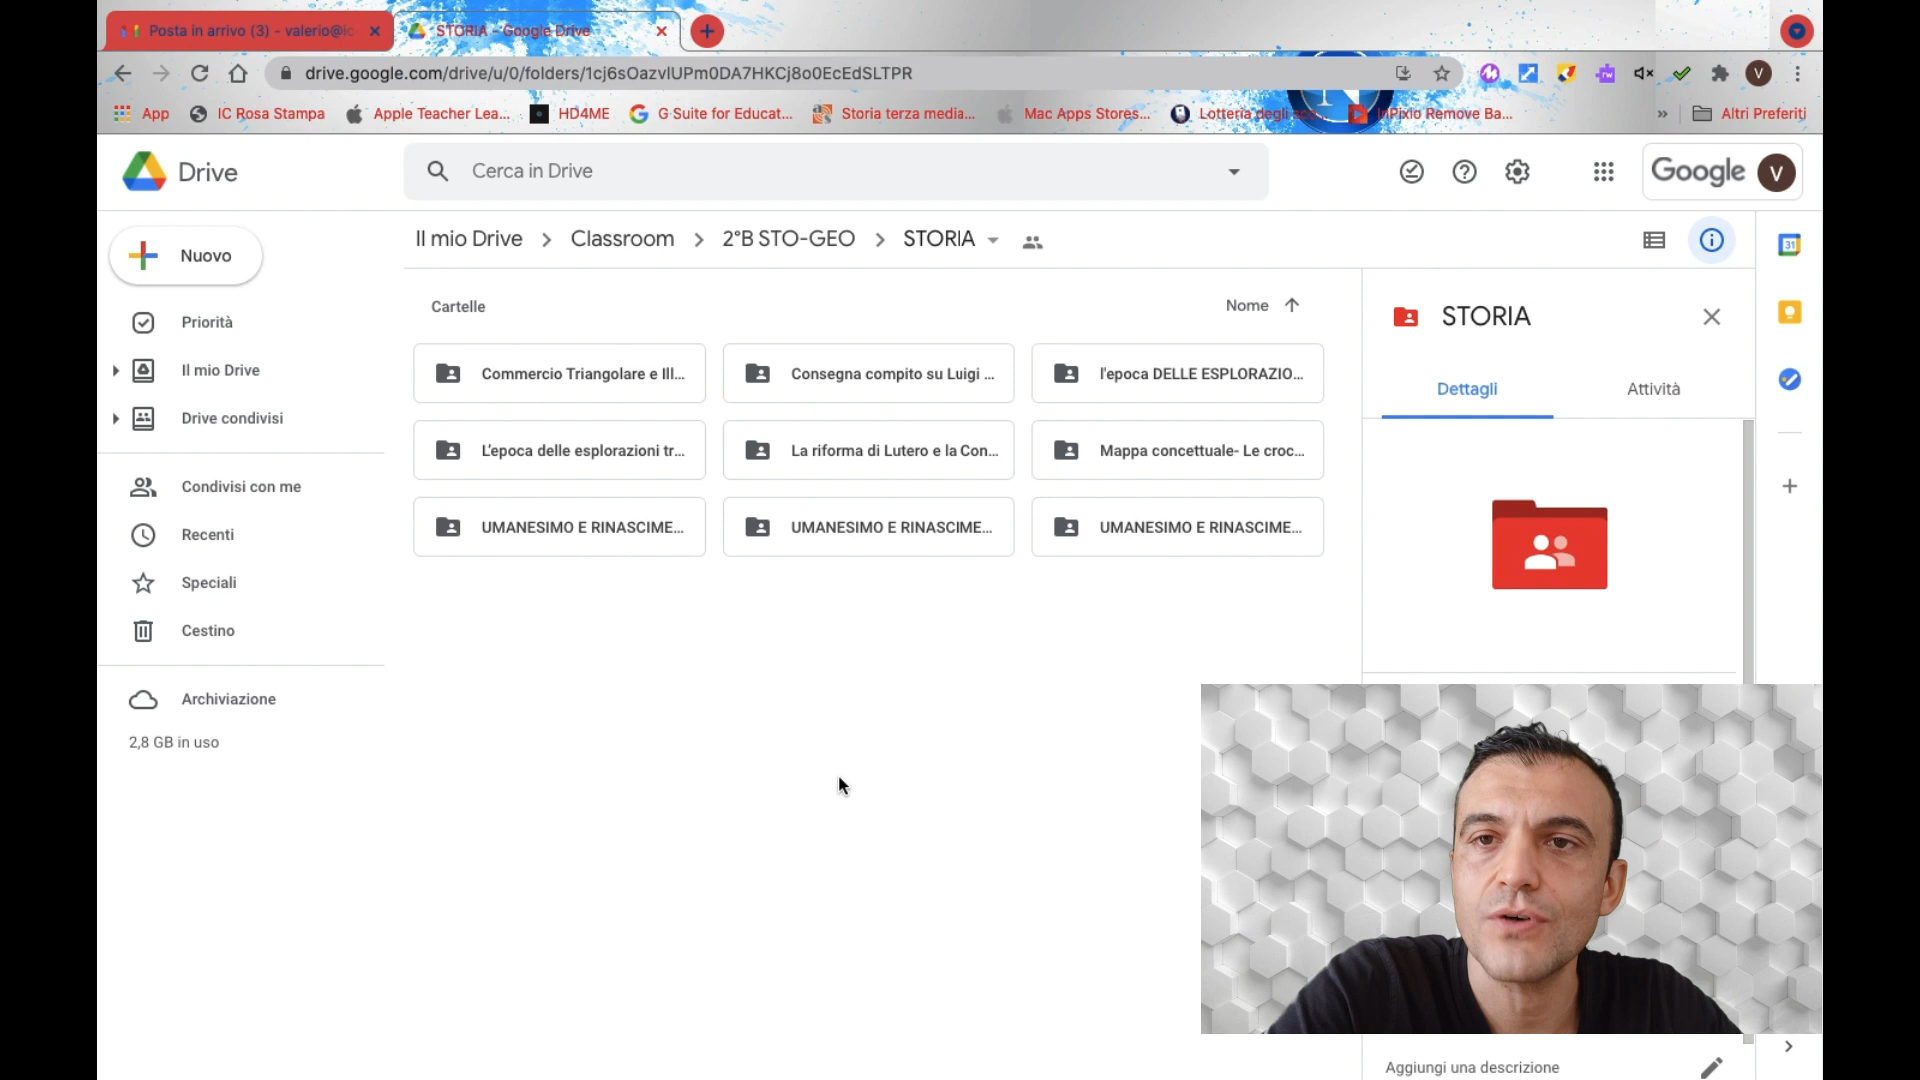 Posta in arrivo (3) - valerio@ic
STORIA - Google Drive
drive.google.com/drive/u/0/folders/1cj6sOazvlUPm0DA7HKCj8o0EcEdSLTPR
V
App
IC Rosa Stampa
Apple Teacher Lea...
HD4ME
G Suite for Educat...
Storia terza media...
Mac Apps Stores...
Lotteria degli
InPixio Remove Ba...
»
Altri Preferiti
Drive
Cerca in Drive
Google
V
Nuovo
Il mio Drive > Classroom > 2°B STO-GEO > STORIA
Priorità
Il mio Drive
Drive condivisi
Condivisi con me
Recenti
Speciali
Cestino
Archiviazione
2,8 GB in uso
Cartelle
Nome
Commercio Triangolare e Ill...
Consegna compito su Luigi ...
l'epoca DELLE ESPLORAZIO...
L'epoca delle esplorazioni tr...
La riforma di Lutero e la Con...
Mappa concettuale- Le croc...
UMANESIMO E RINASCIME...
UMANESIMO E RINASCIME...
UMANESIMO E RINASCIME...
STORIA
Dettagli
Attività
31
Aggiungi una descrizione